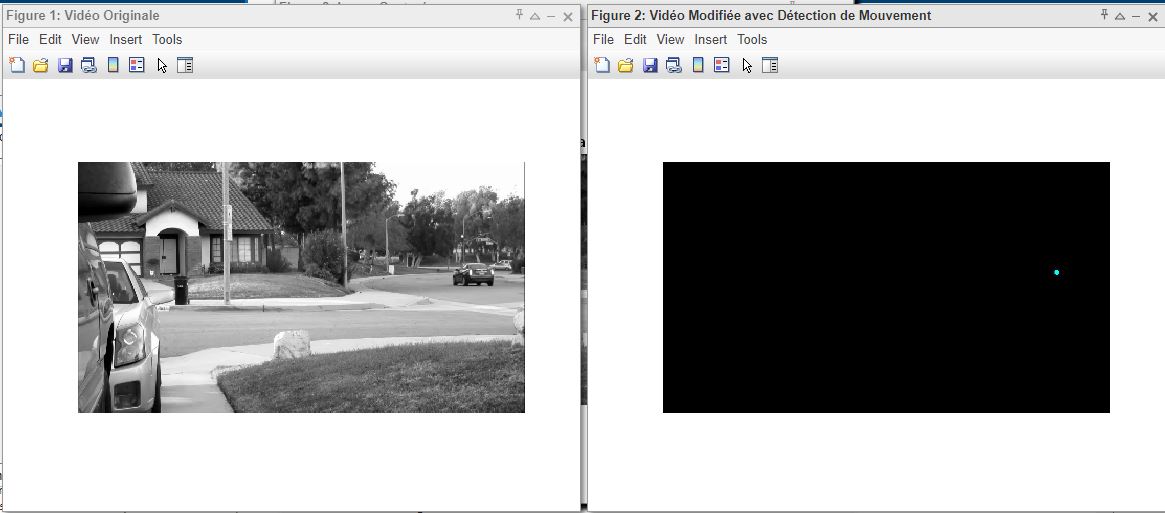 Figure 1: Vidéo Originale
File Edit View Insert Tools
Figure 2: Vidéo Modifiée avec Détection de Mouvement
File Edit View Insert Tools